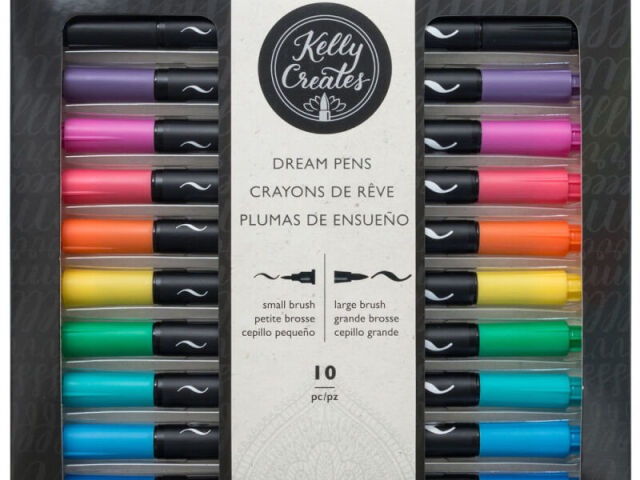 Kelly
Creates
DREAM PENS
CRAYONS DE RÊVE
PLUMAS DE ENSUEÑO
small brush
petite brosse
cepillo pequeño
large brush
grande brosse
cepillo grande
10
pc/pz